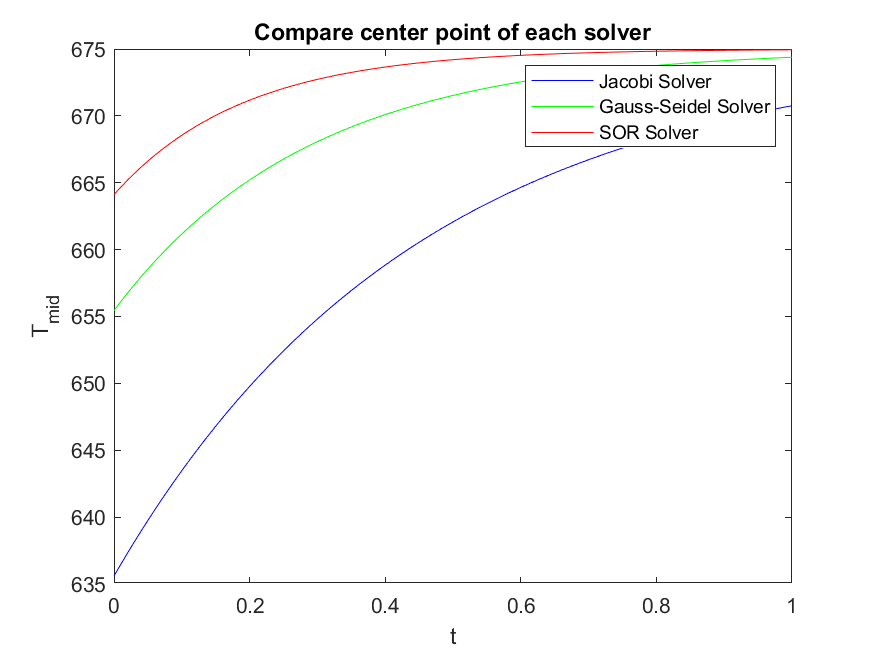 Compare center point of each solver
675
670
665
660
655
650
645
640
635
T_mid
Jacobi Solver
Gauss-Seidel Solver
SOR Solver
0
0.2
0.4
0.6
0.8
1
t